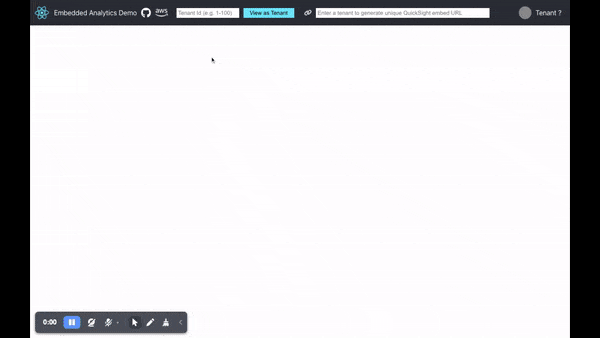 Embedded Analytics Demo aws Tenant Id (e.g. 1-100) View as Tenant Enter a tenant to generate unique QuickSight embed URL Tenant ?
0:00